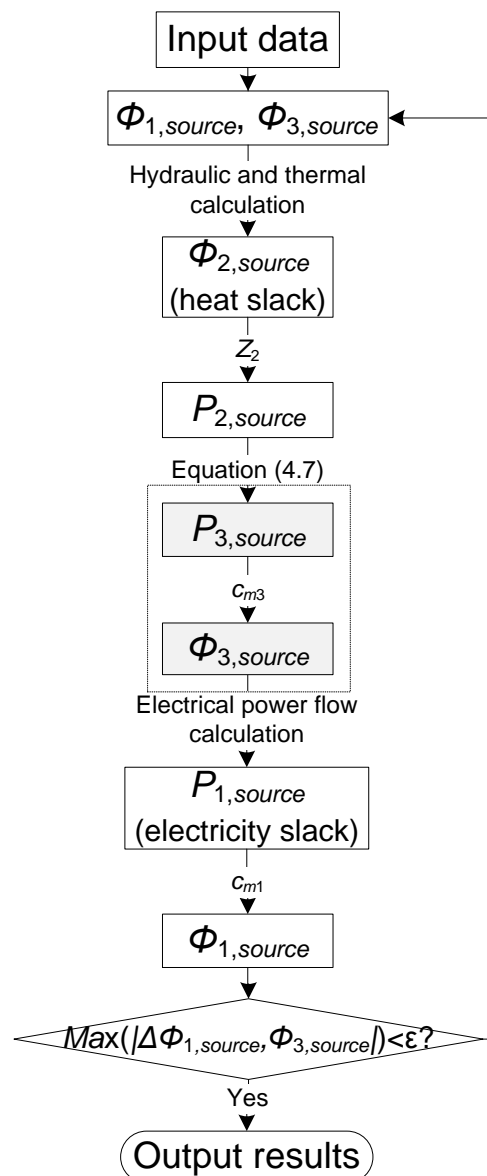 Input data
Φ1,source, Φ3,source
Hydraulic and thermal
calculation
Φ2,source
(heat slack)
Z2
P2,source
Equation (4.7)
P3,source
cm3
Φ3,source
Electrical power flow
calculation
P1,source
(electricity slack)
cm1
Φ1,source
Max(|ΔΦ1,source,Φ3,source|)<ε?
Yes
Output results